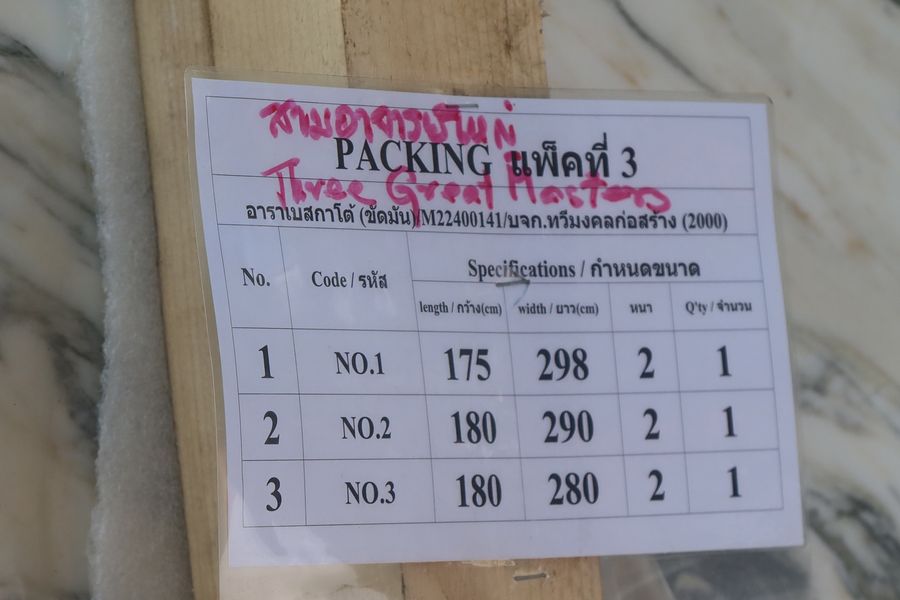 สามอาจารย์ใหญ่
PACKING แพ็คที่ 3
Three Great Masters
อาราเบสกาโต้ (ขัดมัน)/M22400141/บจก.ทวีมงคลก่อสร้าง (2000)
No. Code / รหัส Specifications / กำหนดขนาด
length / กว้าง(cm) width / ยาว(cm) หนา Q'ty / จำนวน
1 NO.1 175 298 2 1
2 NO.2 180 290 2 1
3 NO.3 180 280 2 1